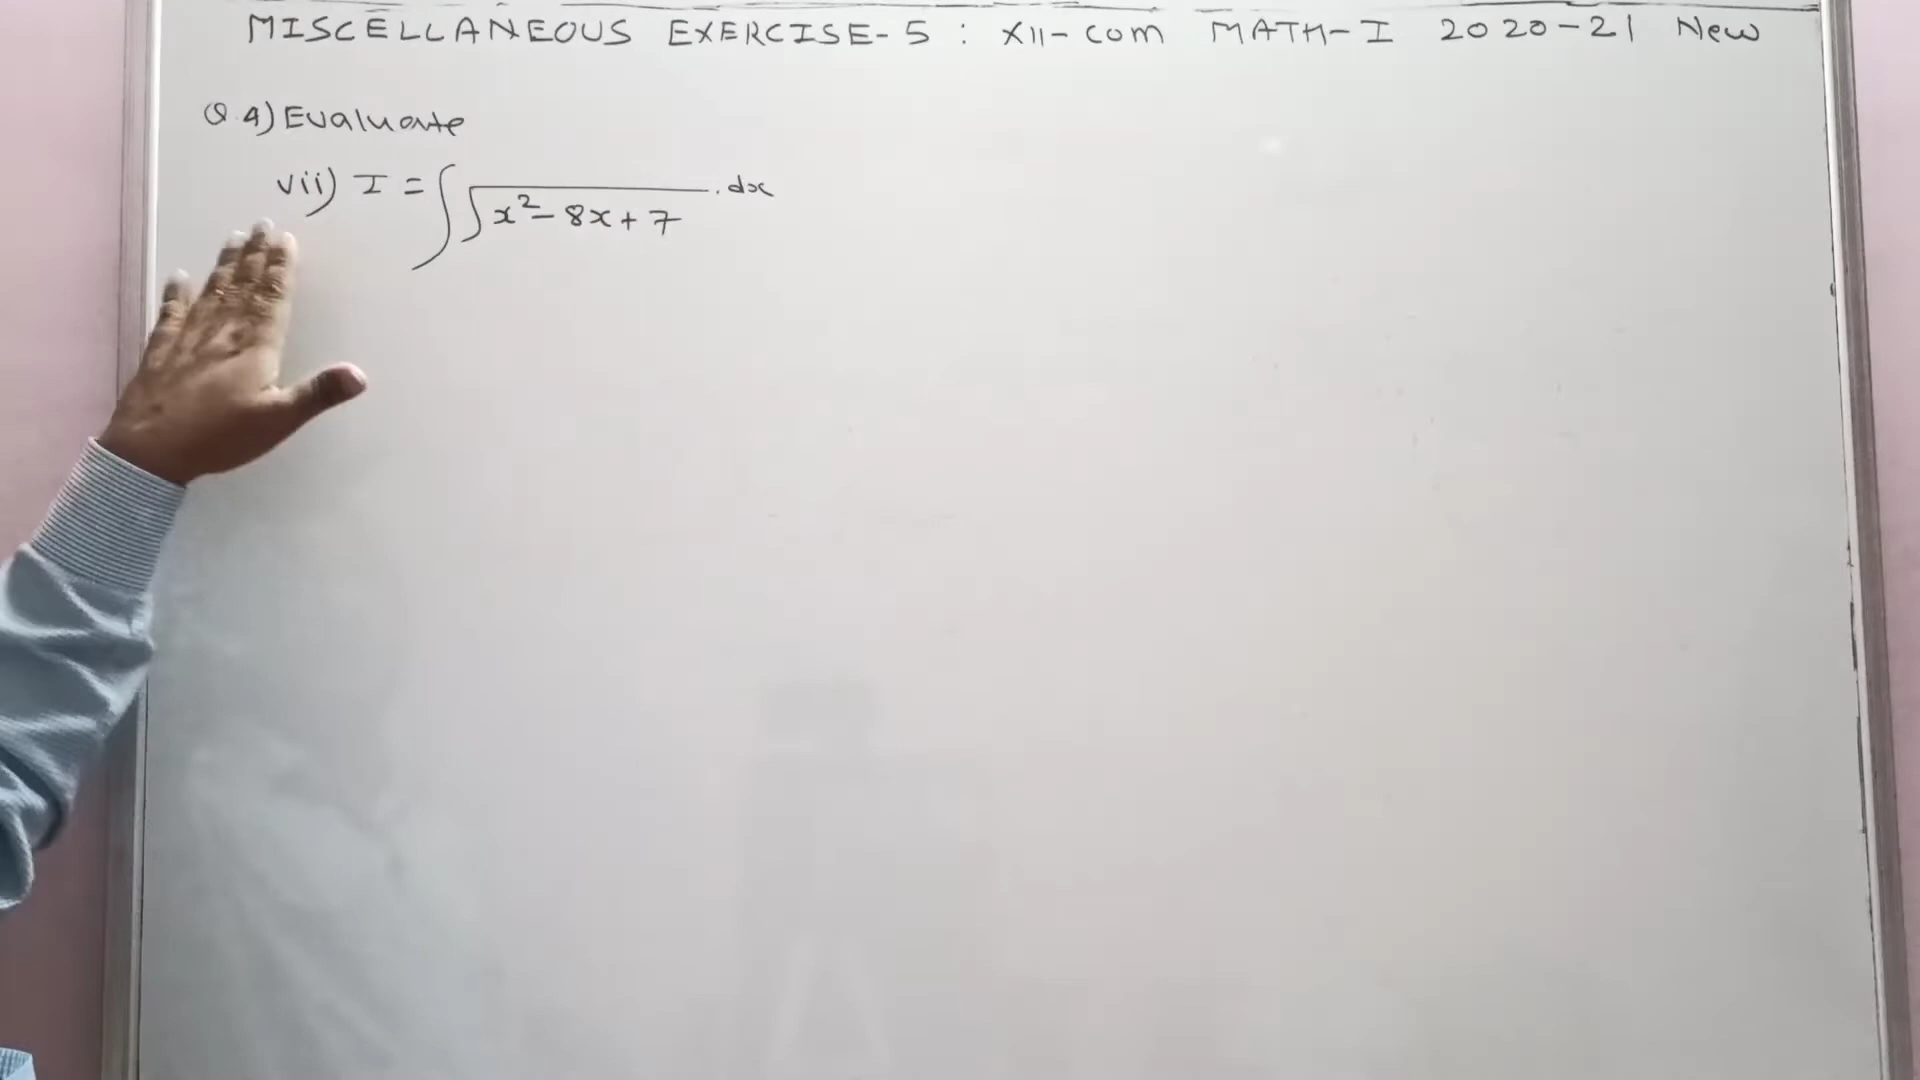 MISCELLANEOUS EXERCISE-5 : XII-COM MATH-I 2020-21 New
Q.4) Evaluate
vii) I = ∫√x²-8x+7 .dx